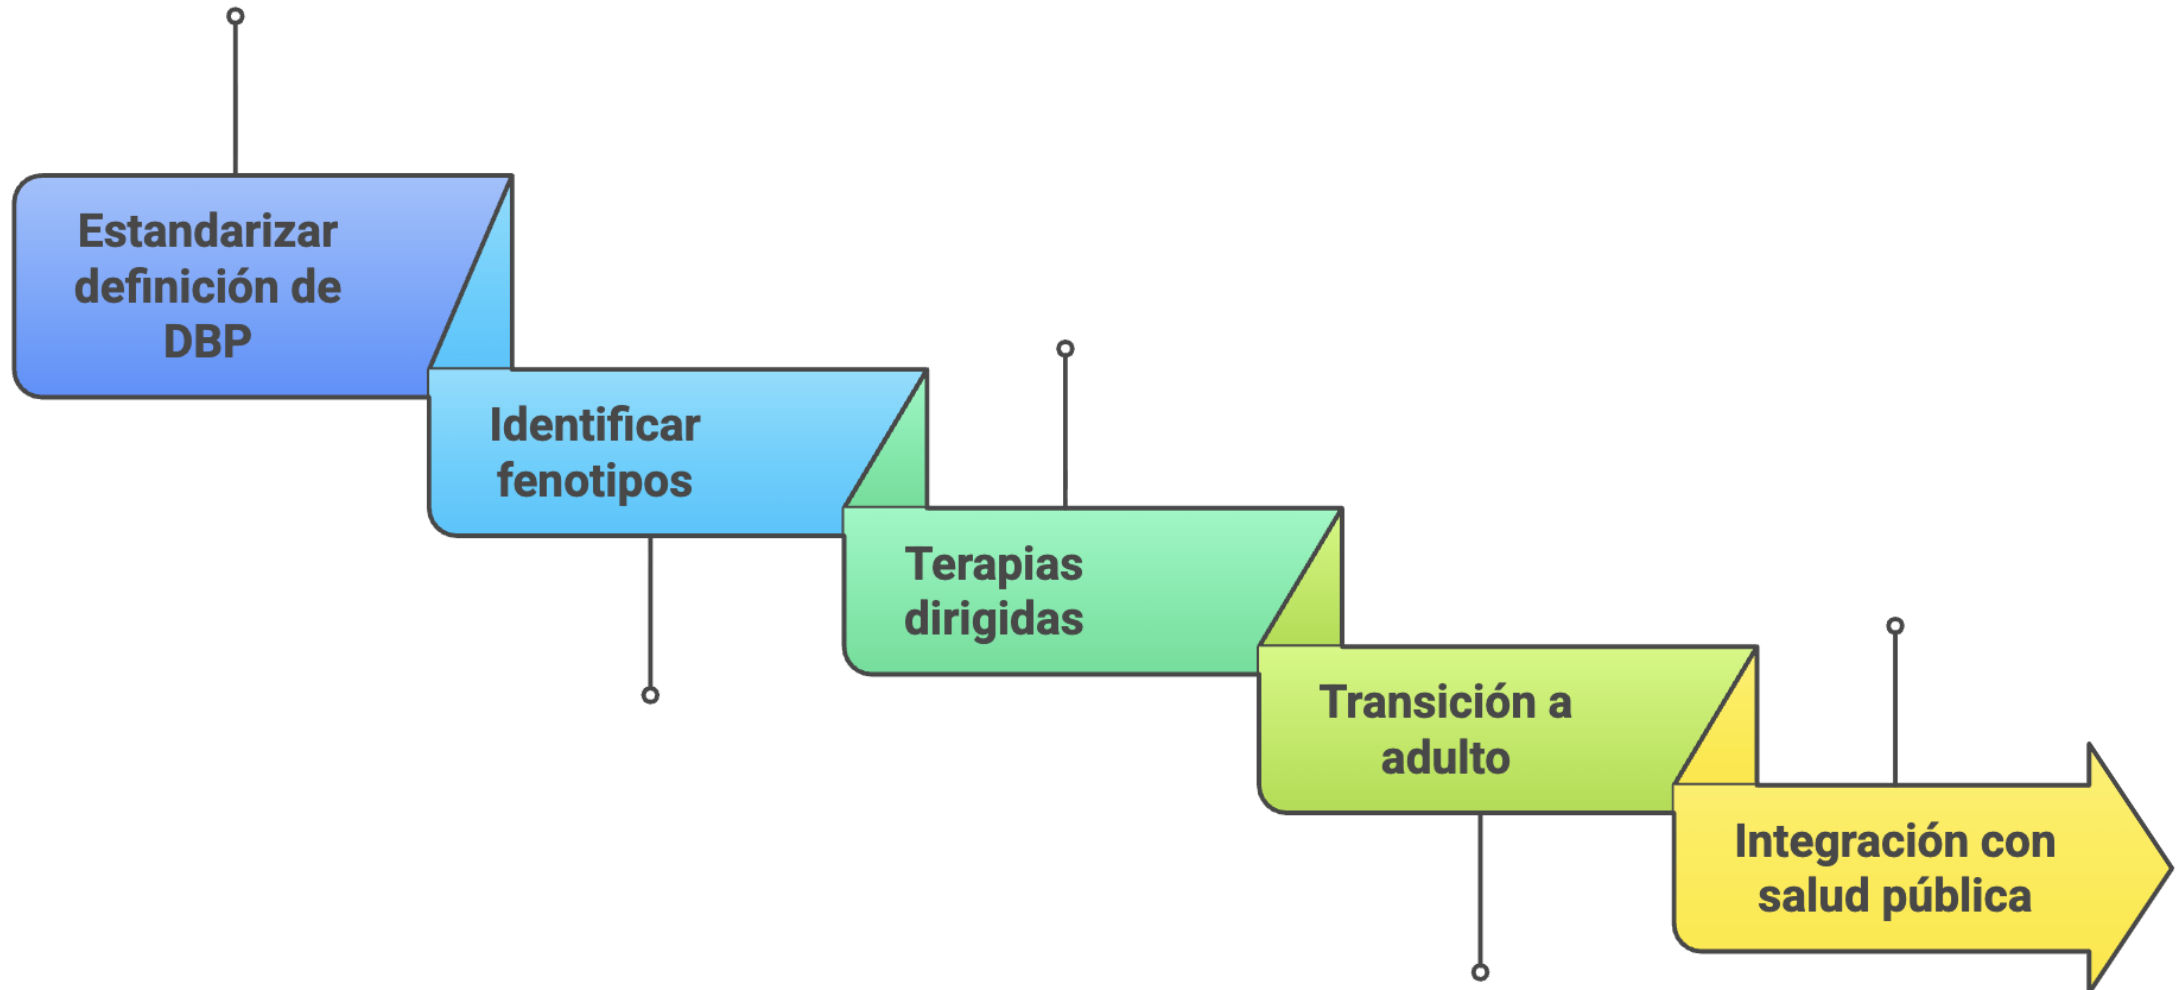 Estandarizar
definición de
DBP
Identificar
fenotipos
Terapias
dirigidas
Transición a
adulto
Integración con
salud pública